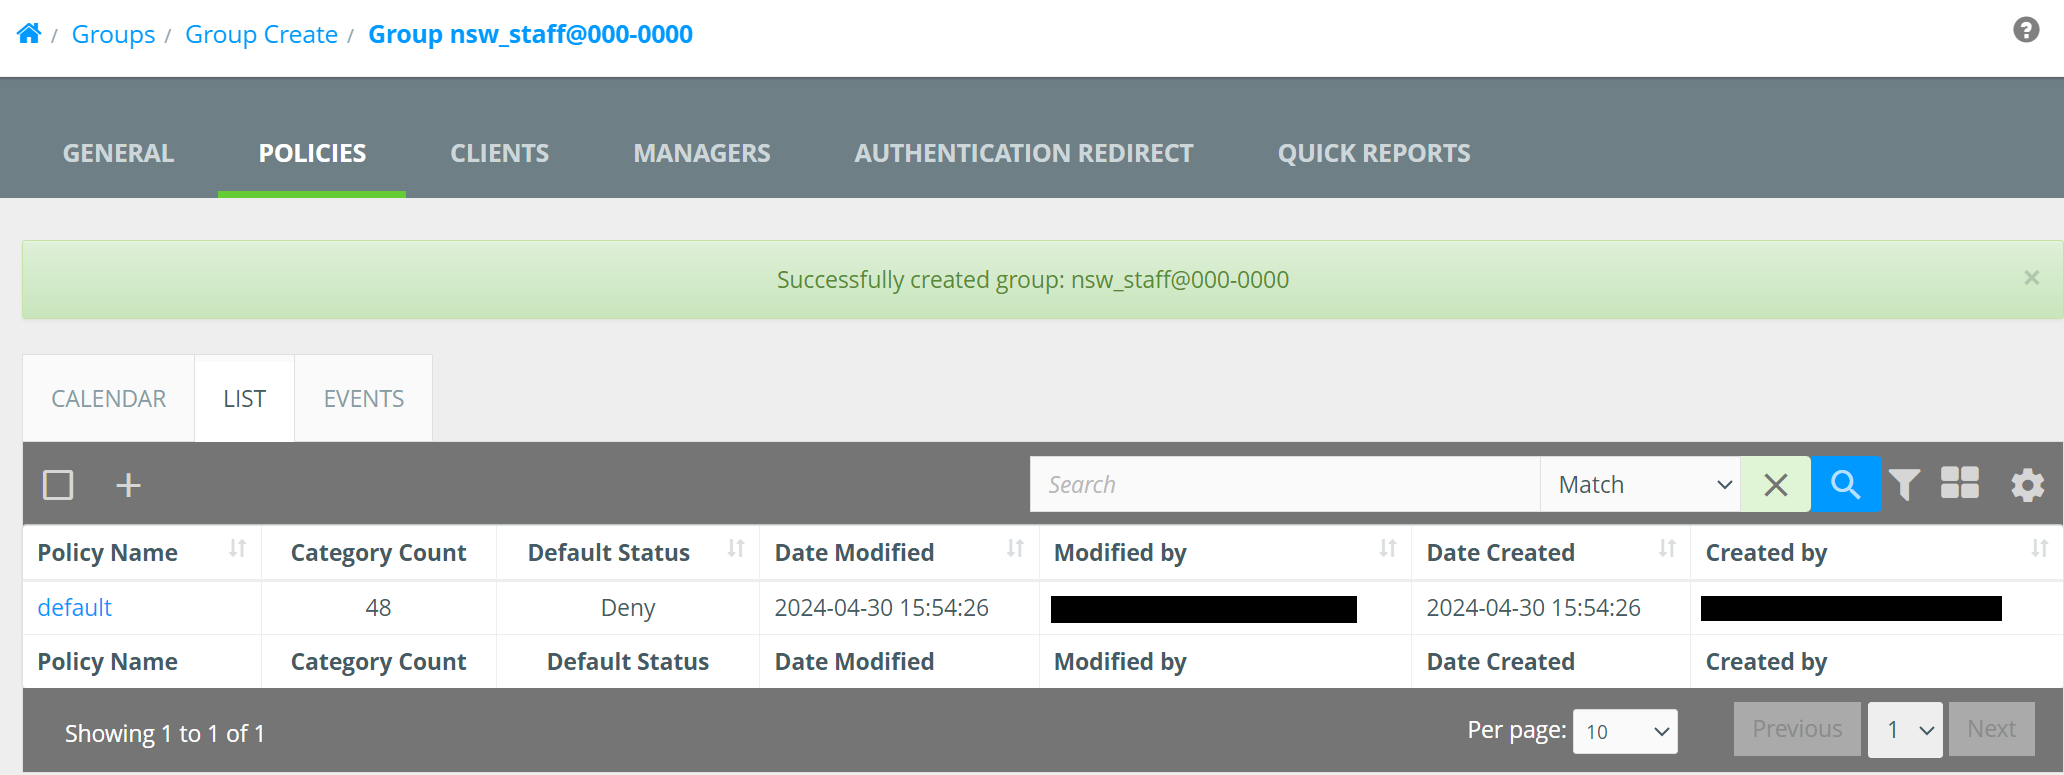 / Groups / Group Create / Group nsw_staff@000-0000
GENERAL POLICIES CLIENTS MANAGERS AUTHENTICATION REDIRECT QUICK REPORTS
Successfully created group: nsw_staff@000-0000 ×
CALENDAR LIST EVENTS
Search Match
Policy Name Category Count Default Status Date Modified Modified by Date Created Created by
default 48 Deny 2024-04-30 15:54:26 2024-04-30 15:54:26
Policy Name Category Count Default Status Date Modified Modified by Date Created Created by
Showing 1 to 1 of 1 Per page: 10 Previous 1 Next